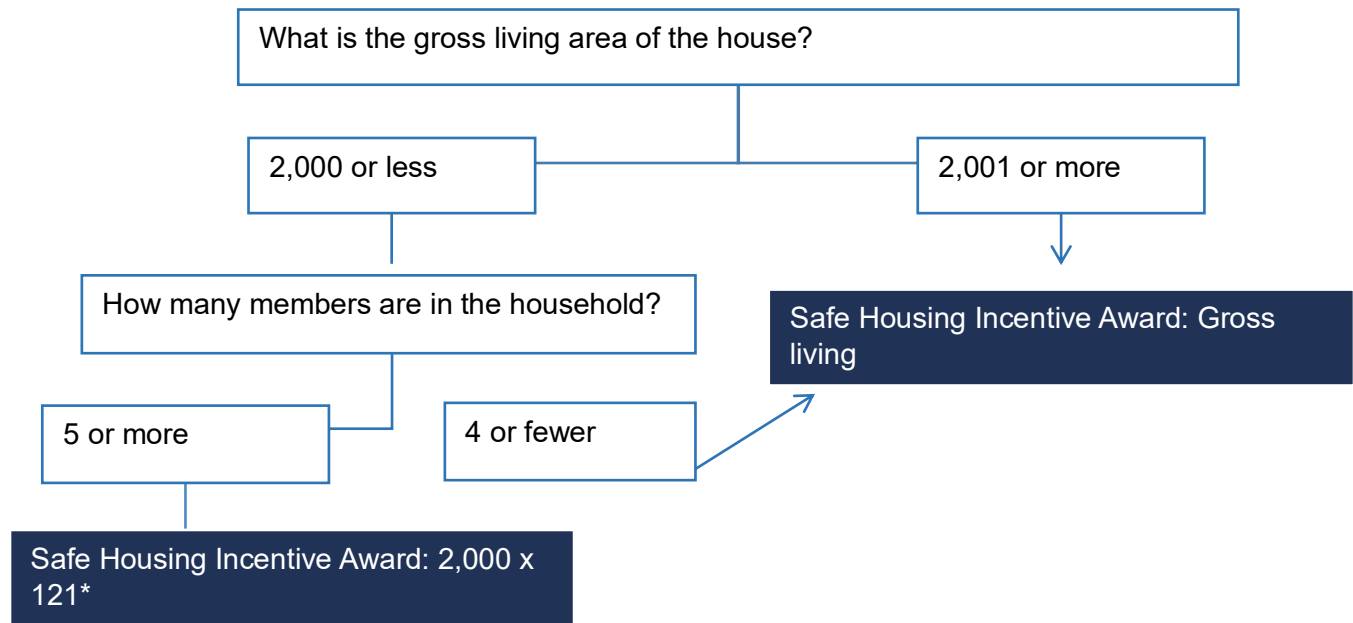 What is the gross living area of the house?
2,000 or less
2,001 or more
How many members are in the household?
Safe Housing Incentive Award: Gross
living
5 or more
4 or fewer
Safe Housing Incentive Award: 2,000 x
121*